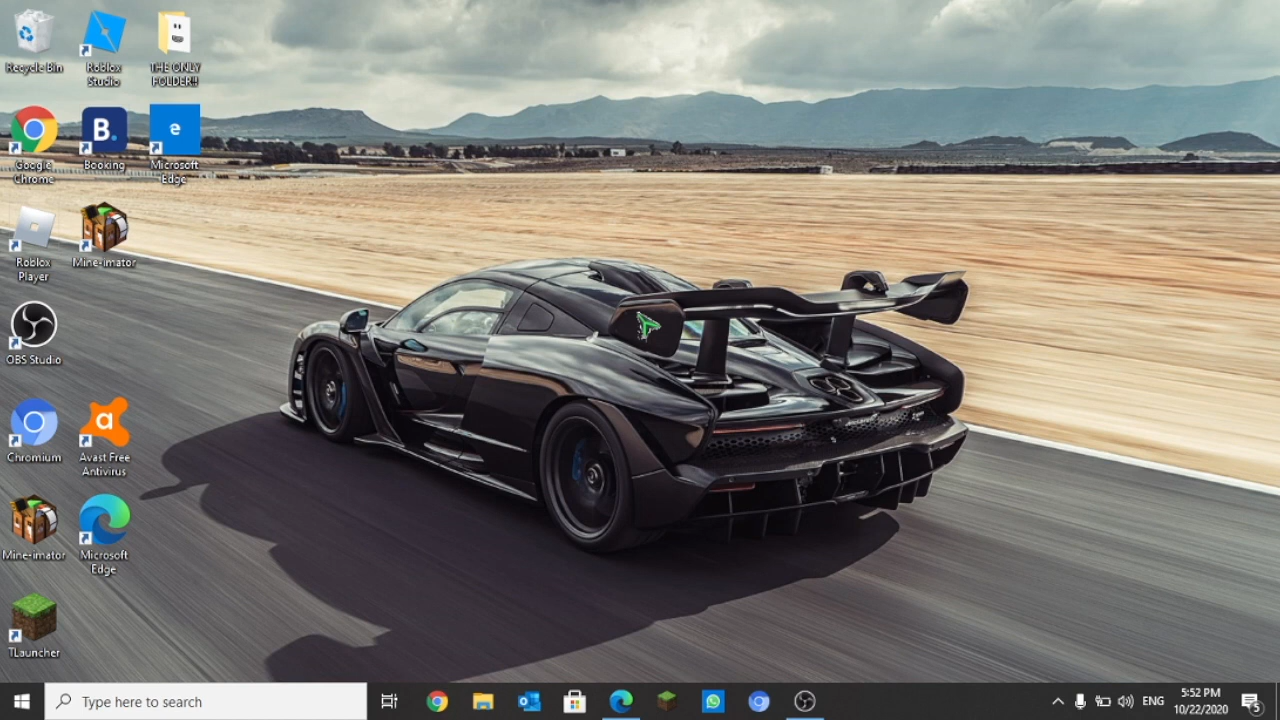 Recycle Bin
Roblox
Studio
THE ONLY
FOLDER!!
Google
Chrome
B.
Booking
e
Microsoft
Edge
Roblox
Player
Mine-imator
OBS Studio
Chromium
a
Avast Free
Antivirus
Mine-imator
Microsoft
Edge
TLauncher
Type here to search
ENG
5:52 PM
10/22/2020
5